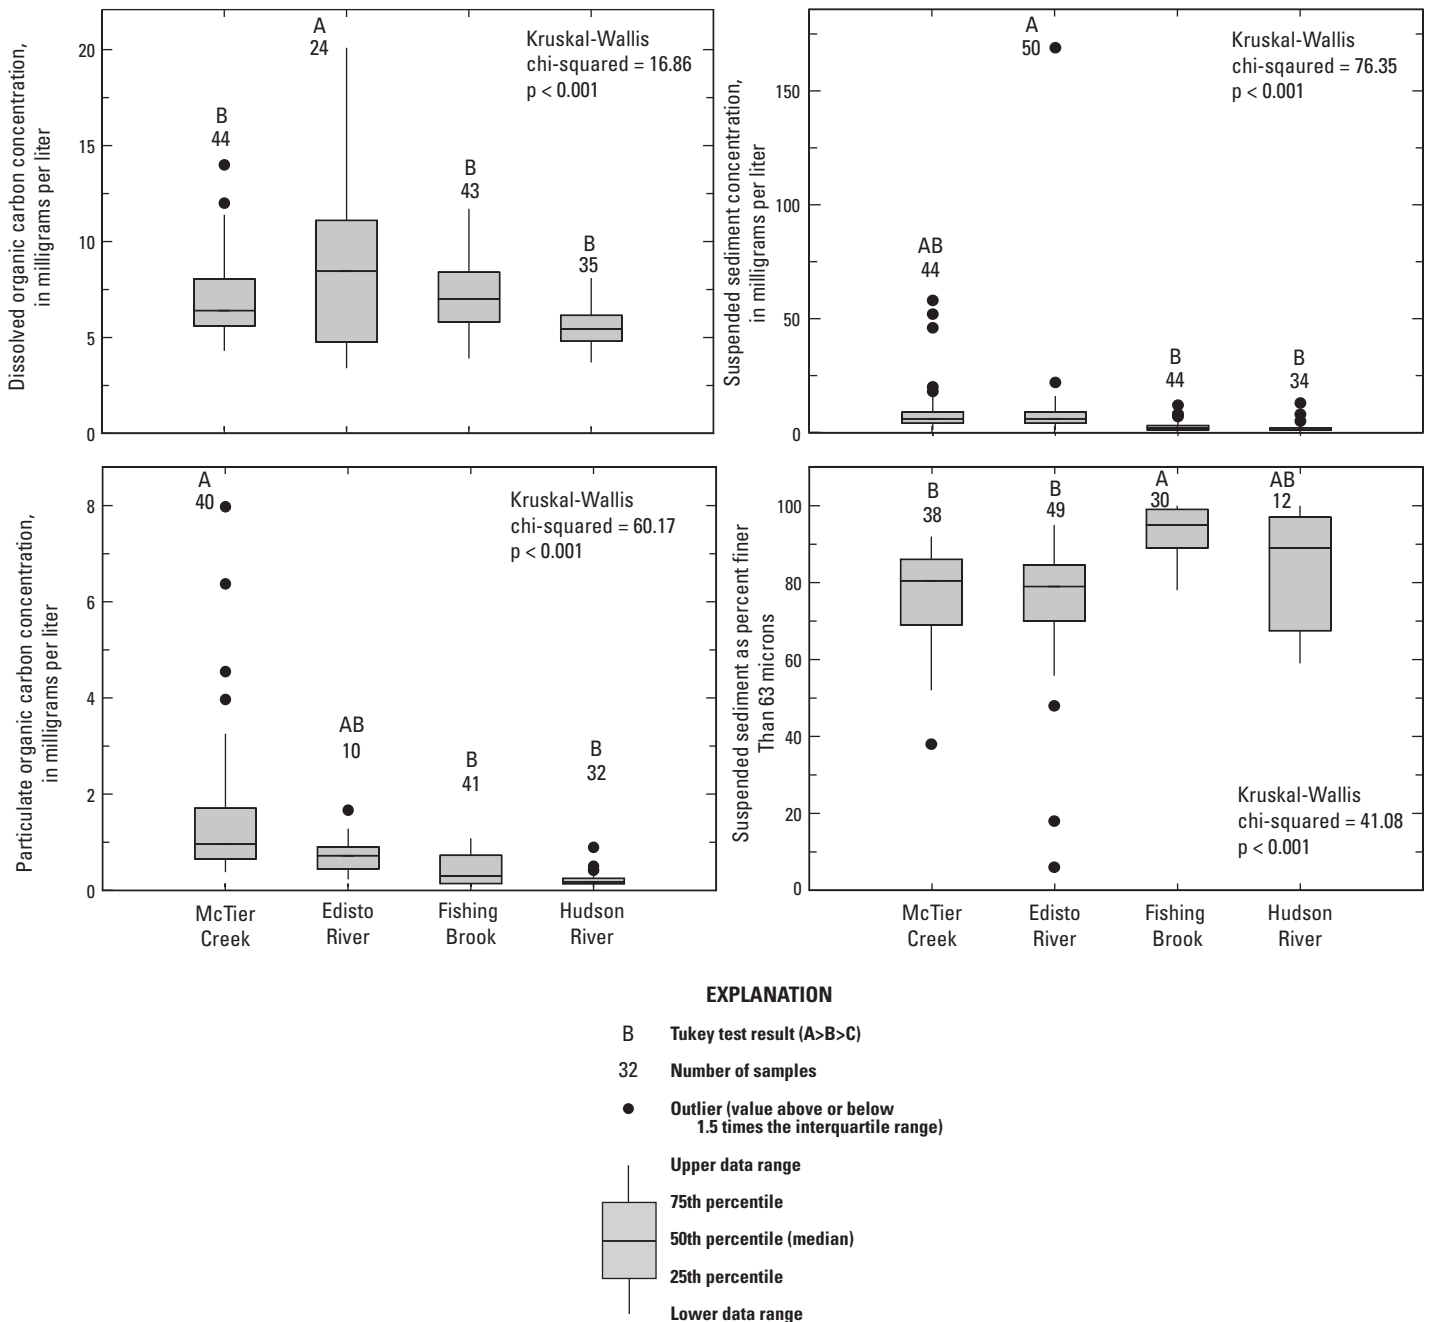 Dissolved organic carbon concentration,
in milligrams per liter
20
15
10
5
0
B
44
A
24
B
43
B
35
Kruskal-Wallis
chi-squared = 16.86
p < 0.001
Suspended sediment concentration,
in milligrams per liter
150
100
50
0
AB
44
A
50
B
44
B
34
Kruskal-Wallis
chi-sqaured = 76.35
p < 0.001
Particulate organic carbon concentration,
in milligrams per liter
8
6
4
2
0
A
40
AB
10
B
41
B
32
Kruskal-Wallis
chi-squared = 60.17
p < 0.001
McTier
Creek
Edisto
River
Fishing
Brook
Hudson
River
Suspended sediment as percent finer
Than 63 microns
100
80
60
40
20
0
B
38
B
49
A
30
AB
12
Kruskal-Wallis
chi-squared = 41.08
p < 0.001
McTier
Creek
Edisto
River
Fishing
Brook
Hudson
River
EXPLANATION
B Tukey test result (A>B>C)
32 Number of samples
Outlier (value above or below
1.5 times the interquartile range)
Upper data range
75th percentile
50th percentile (median)
25th percentile
Lower data range